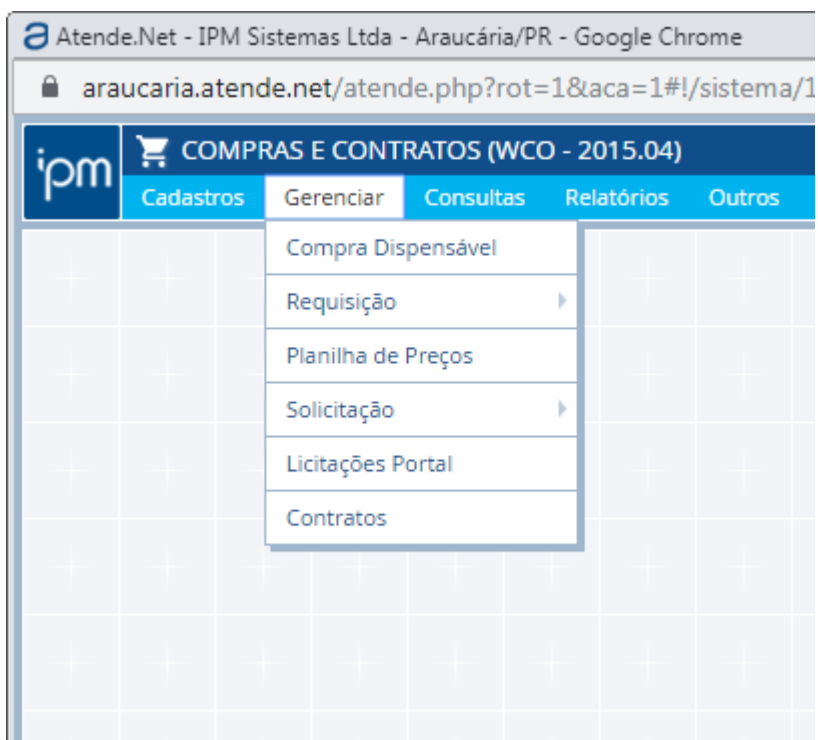 Atende.Net - IPM Sistemas Ltda - Araucária/PR - Google Chrome
araucaria.atende.net/atende.php?rot=1&aca=1#!/sistema/1
ipm
COMPRAS E CONTRATOS (WCO - 2015.04)
Cadastros Gerenciar Consultas Relatórios Outros
Compra Dispensável
Requisição
Planilha de Preços
Solicitação
Licitações Portal
Contratos